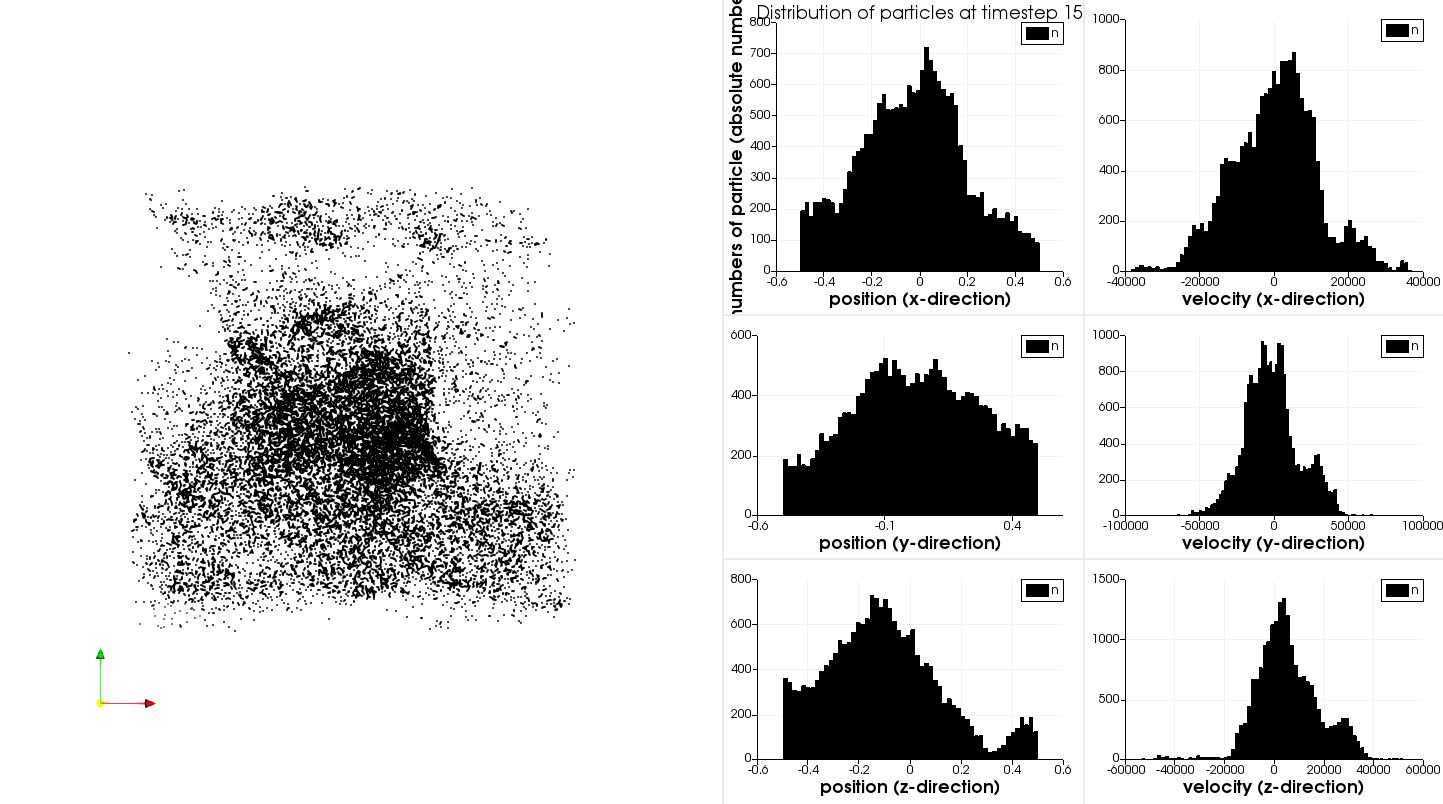 Distribution of particles at timestep 15
numbers of particle (absolute numbe
800
700
600
500
400
300
200
100
0
n
-0.6 -0.4 -0.2 0 0.2 0.4 0.6
position (x-direction)
1000
800
600
400
200
0
n
-40000 -20000 0 20000 40000
velocity (x-direction)
600
400
200
0
n
-0.6 -0.1 0.4
position (y-direction)
1000
800
600
400
200
0
n
-100000 -50000 0 50000 100000
velocity (y-direction)
800
600
400
200
0
n
-0.6 -0.4 -0.2 0 0.2 0.4 0.6
position (z-direction)
1500
1000
500
0
n
-60000 -40000 -20000 0 20000 40000 60000
velocity (z-direction)